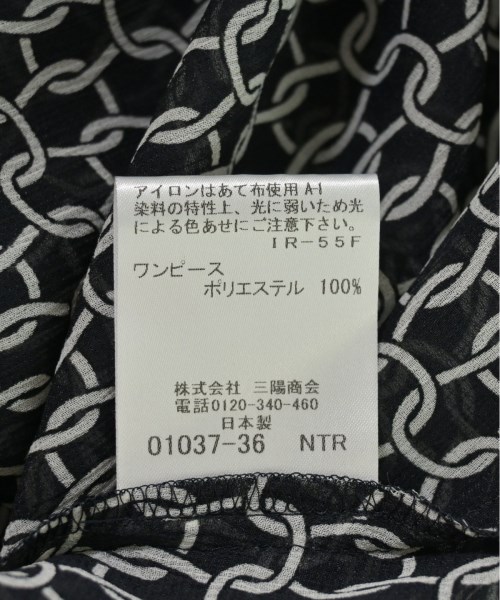 アイロンはあて布使用 A-I
染料の特性上、光に弱いため光
による色あせにご注意下さい。
IR-55F
ワンピース
ポリエステル 100%
株式会社 三陽商会
電話0120-340-460
日本製
01037-36 NTR